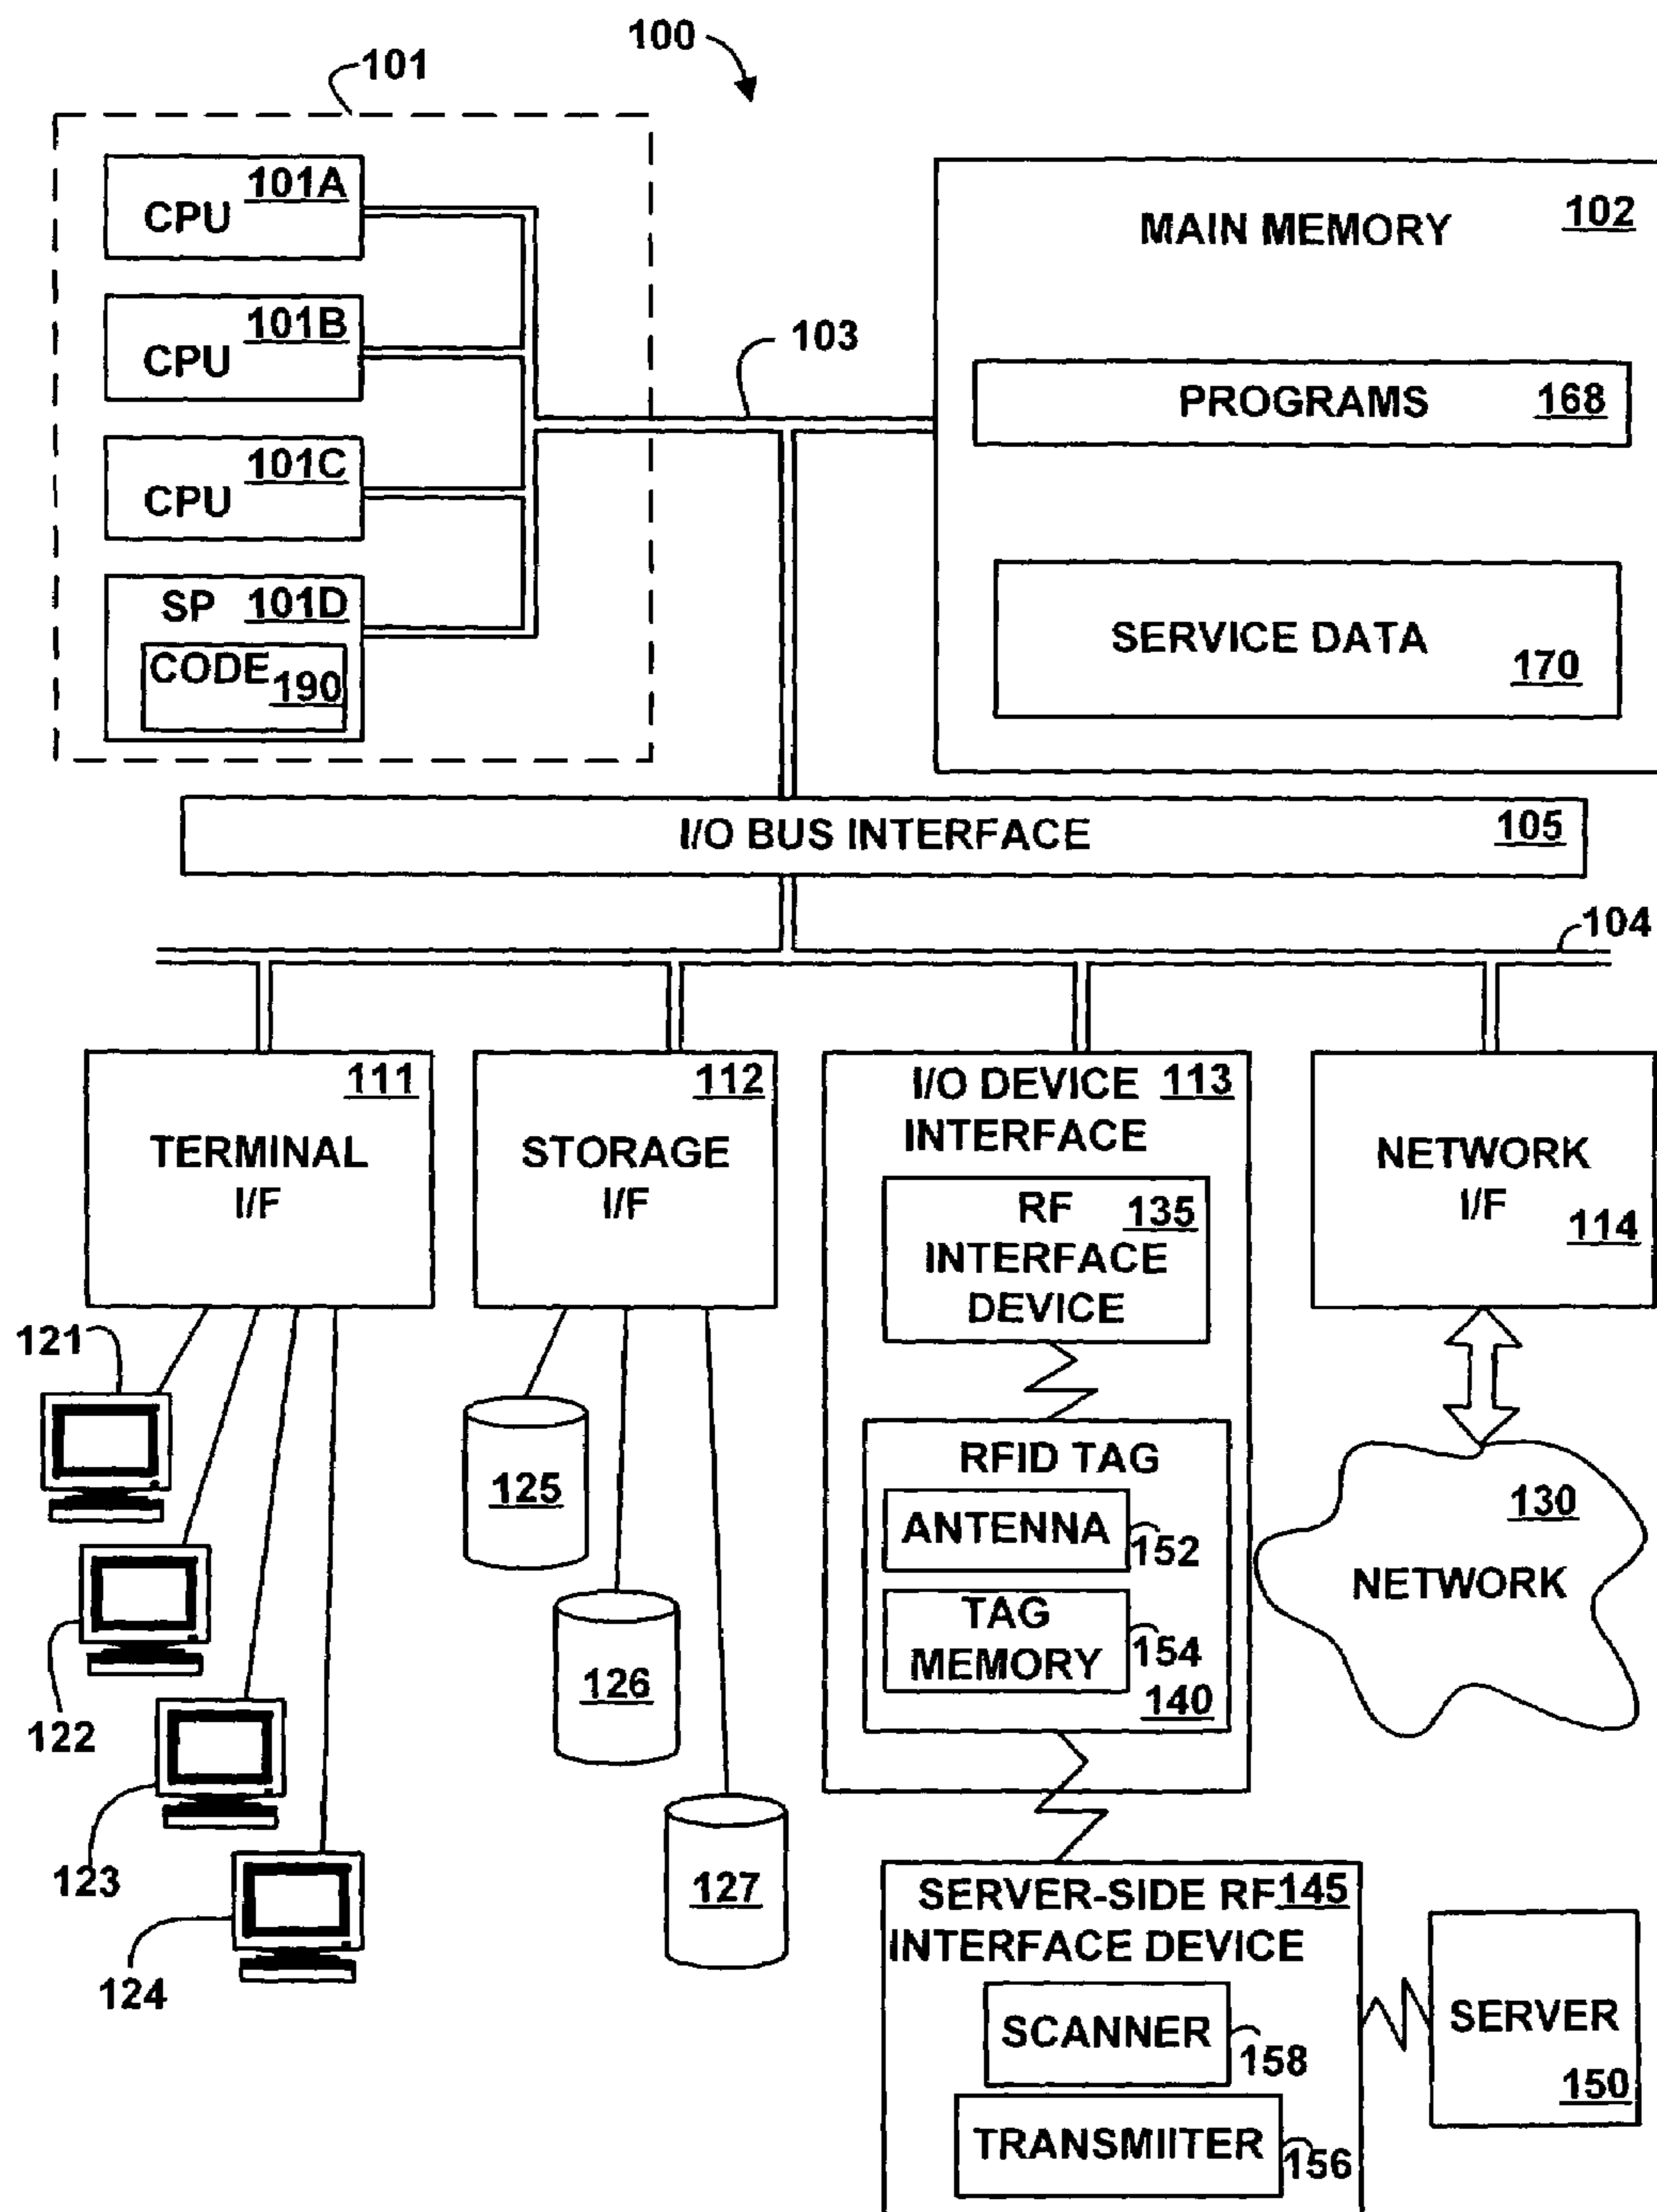 100
101
101A
CPU
101B
CPU
101C
CPU
SP 101D
CODE 190
103
MAIN MEMORY 102
PROGRAMS 168
SERVICE DATA
170
I/O BUS INTERFACE 105
104
111
TERMINAL
I/F
112
STORAGE
I/F
I/O DEVICE 113
INTERFACE
RF 135
INTERFACE
DEVICE
NETWORK
I/F
114
121
122
123
124
125
126
127
RFID TAG
ANTENNA 152
TAG
MEMORY 154
140
130
NETWORK
SERVER-SIDE RF 145
INTERFACE DEVICE
SCANNER 158
TRANSMIITER 156
SERVER
150